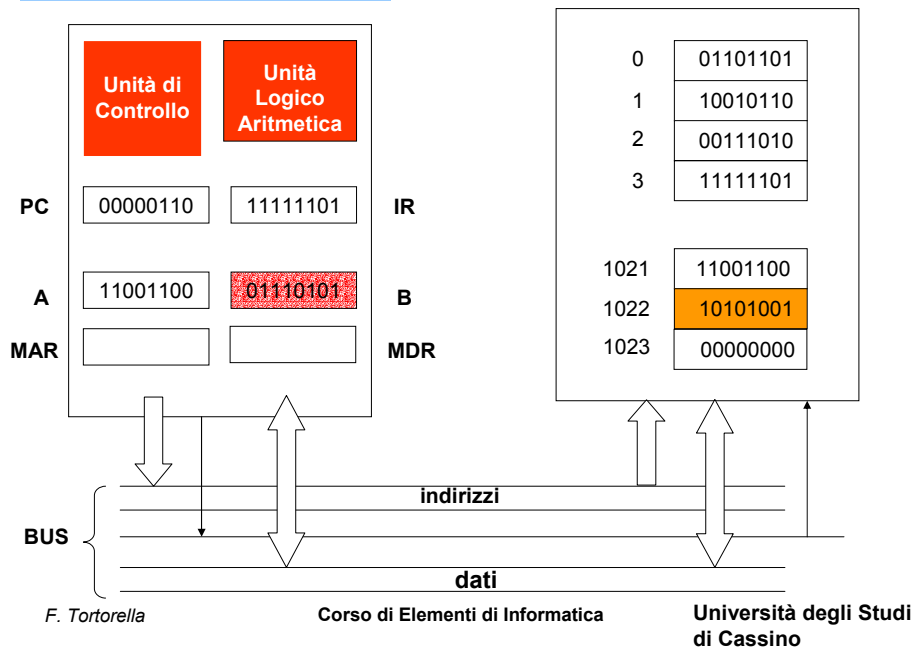 Unità di
Controllo
Unità
Logico
Aritmetica
PC 00000110 11111101 IR
A 11001100 01110101 B
MAR MDR
0 01101101
1 10010110
2 00111010
3 11111101
1021 11001100
1022 10101001
1023 00000000
indirizzi
BUS
dati
F. Tortorella
Corso di Elementi di Informatica
Università degli Studi
di Cassino